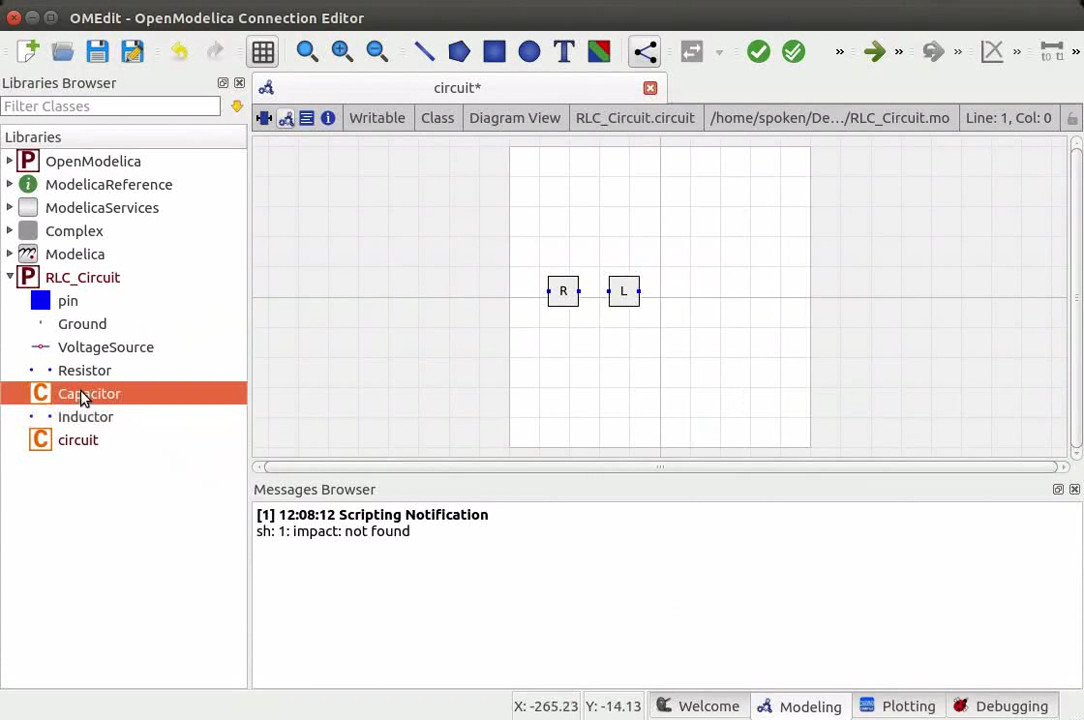 OMEdit - OpenModelica Connection Editor
T
to t1
Libraries Browser
circuit*
Filter Classes
Writable
Class
Diagram View
RLC_Circuit.circuit
/home/spoken/De.../RLC_Circuit.mo
Line: 1, Col: 0
Libraries
P OpenModelica
i ModelicaReference
ModelicaServices
Complex
Modelica
P RLC_Circuit
pin
Ground
VoltageSource
Resistor
C Capacitor
Inductor
C circuit
R
L
Messages Browser
[1] 12:08:12 Scripting Notification
sh: 1: impact: not found
X: -265.23
Y: -14.13
Welcome
Modeling
Plotting
Debugging